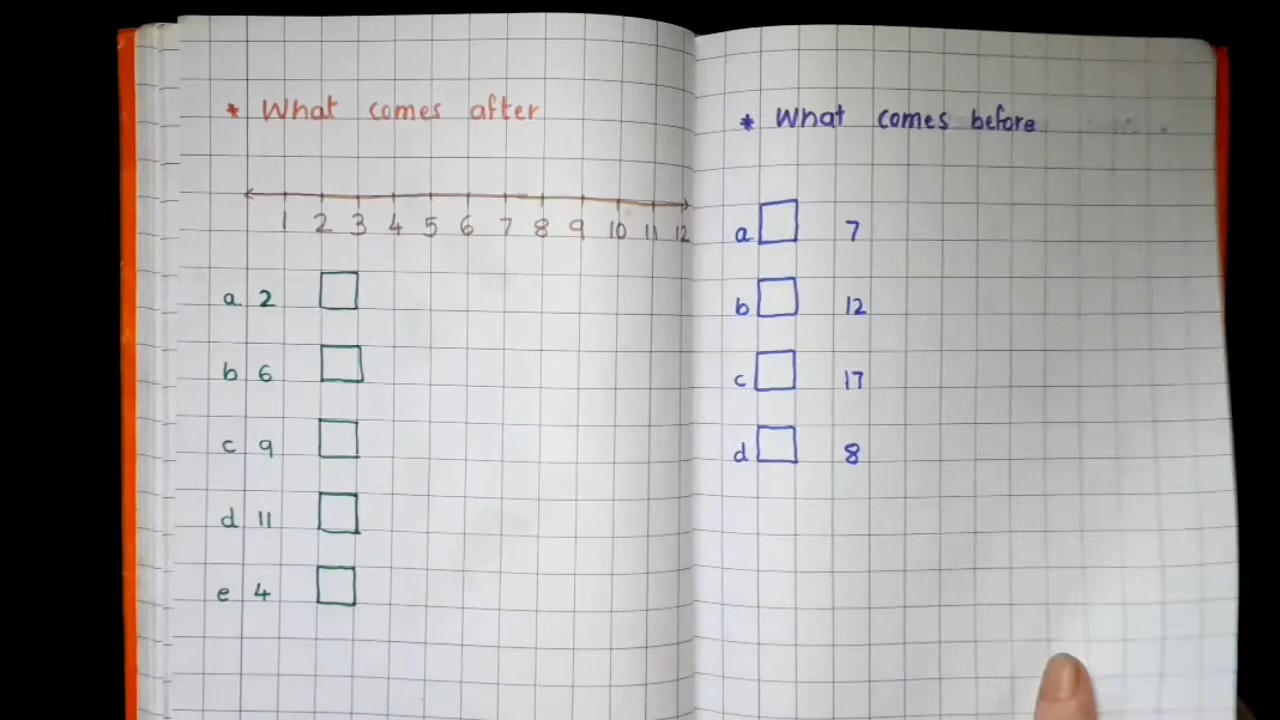 * What comes after
1 2 3 4 5 6 7 8 9 10 11 12
a 2
b 6
c 9
d 11
e 4
* What comes before
a 7
b 12
c 17
d 8